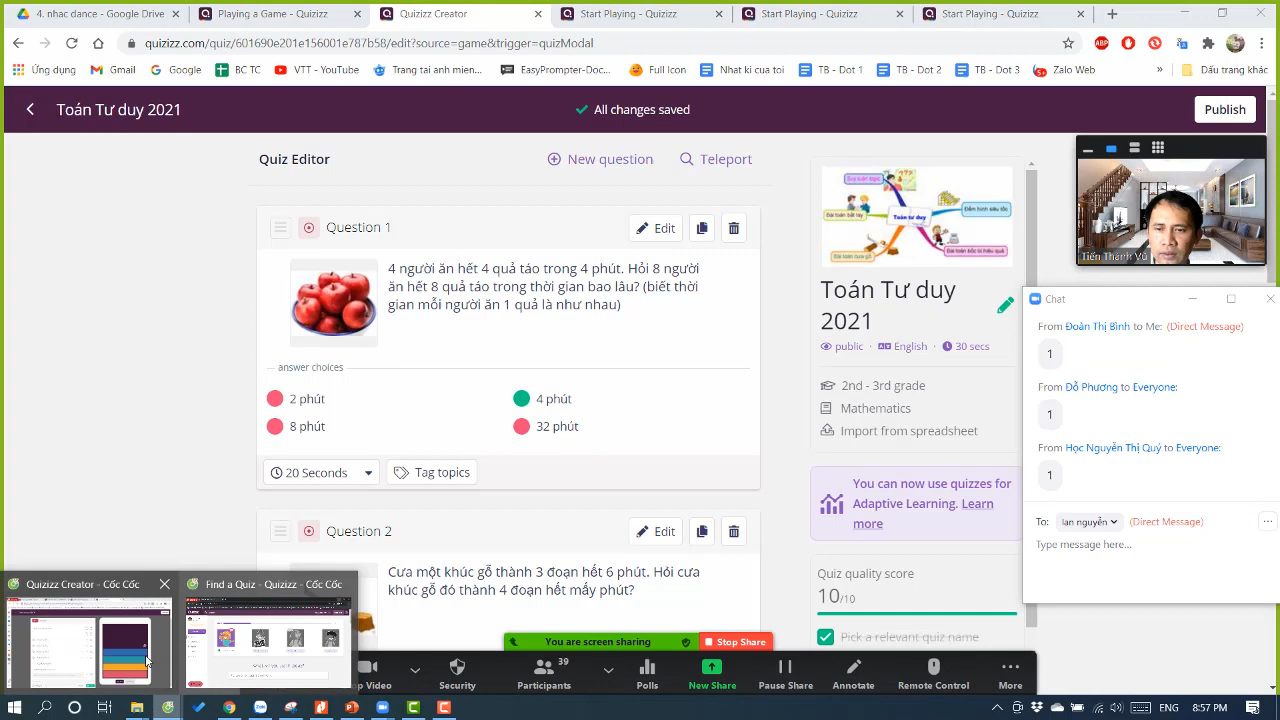 4. nhac dance - Google Drive
Playing a Game - Quizizz
Quizizz Creator
Start Playing - Quizizz
Start Playing - Quizizz
Start Playing - Quizizz
quizizz.com/quiz/601690e201e156001e787b58/edit?source=game&trigger=quizModal
Ứng dụng
Gmail
Google
BC TC
VTT - YouTube
Trang tai en...
EasyPrompter-Doc...
Full Icon
Nhat ki cua toi
TB - Dot 1
TB - Dot 2
TB - Dot 3
Zalo Web
»
Dấu trang khác
Toán Tư duy 2021
All changes saved
Publish
Quiz Editor
New question
Teleport
Question 1
Edit
4 người ăn hết 4 quả táo trong 4 phút. Hỏi 8 người
ăn hết 8 quả táo trong thời gian bao lâu? (biết thời
gian mỗi người ăn 1 quả là như nhau)
answer choices
2 phút
4 phút
8 phút
32 phút
20 Seconds
Tag topics
Question 2
Edit
Cưa một khúc gỗ thành 3 đoạn hết 6 phút. Hỏi cưa
khúc gỗ đó thành 4 đoạn hết mấy
Toán tư duy
Toán Tư duy
2021
public · English · 30 secs
2nd - 3rd grade
Mathematics
Import from spreadsheet
You can now use quizzes for
Adaptive Learning. Learn
more
Quiz quality score
10/10
Pick a relevant quiz name
Tiến Thành Vũ
Chat
From Đoàn Thị Bình to Me: (Direct Message)
1
From Đỗ Phương to Everyone:
1
From Học Nguyễn Thị Quý to Everyone:
1
To: lan nguyễn (Direct Message)
Type message here...
Quizizz Creator - Cốc Cốc
Find a Quiz - Quizizz - Cốc Cốc
You are screen sharing
Stop Share
Video
Security
39
Participants
Polls
New Share
Pause Share
Annotate
Remote Control
More
ENG
8:57 PM